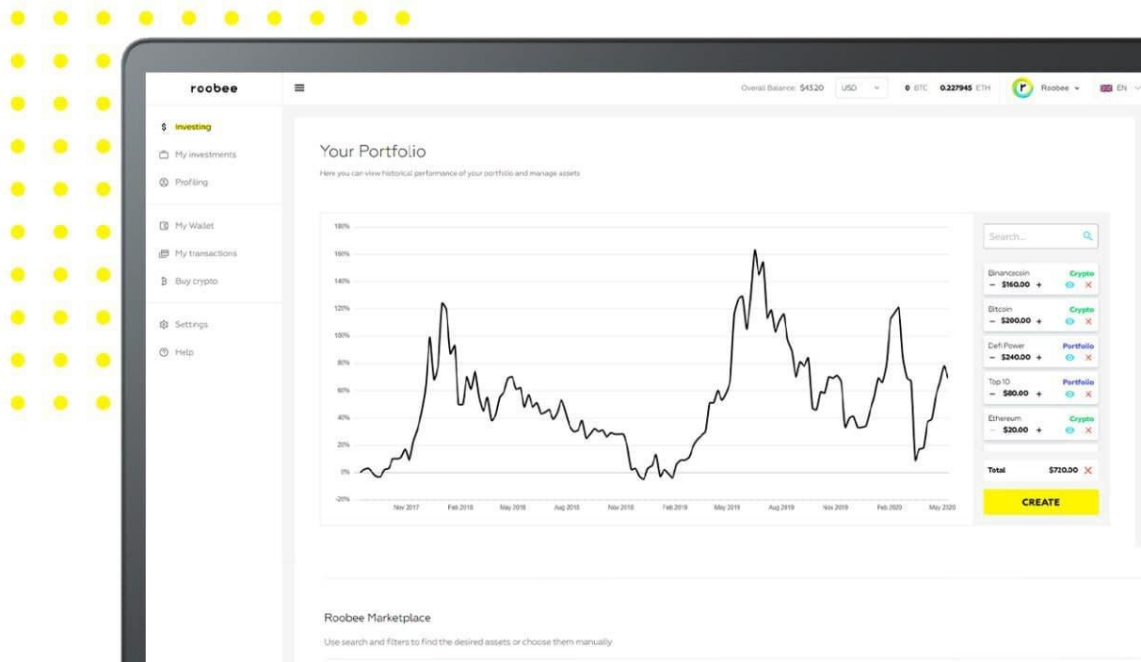 roobee
Overall Balance: $43.20 USD 0 BTC 0.227945 ETH r Roobee EN
$ Investing
My investments
Profiling
My Wallet
My transactions
Buy crypto
Settings
Help
Your Portfolio
Here you can view historical performance of your portfolio and manage assets
180%
160%
140%
120%
100%
80%
60%
40%
20%
0%
-20%
Nov 2017 Feb 2018 May 2018 Aug 2018 Nov 2018 Feb 2019 May 2019 Aug 2019 Nov 2019 Feb 2020 May 2020
Search...
Binancecoin Crypto
- $160.00 +
Bitcoin Crypto
- $200.00 +
Defi Power Portfolio
- $240.00 +
Top 10 Portfolio
- $80.00 +
Ethereum Crypto
- $20.00 +
Total $720.00
CREATE
Roobee Marketplace
Use search and filters to find the desired assets or choose them manually